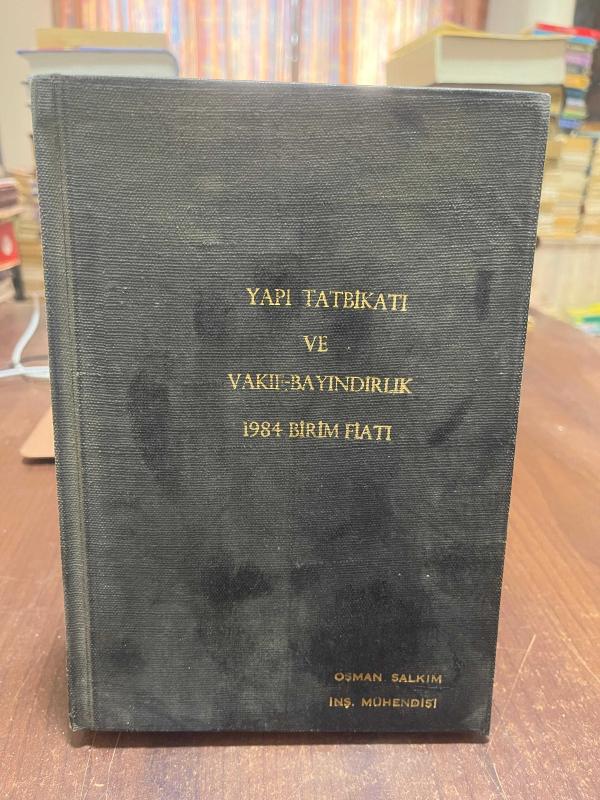 YAPI TATBİKATI
VE
VAKIF-BAYINDIRLIK
1984 BİRİM FİATI
OSMAN SALKIM
İNŞ. MÜHENDİSİ